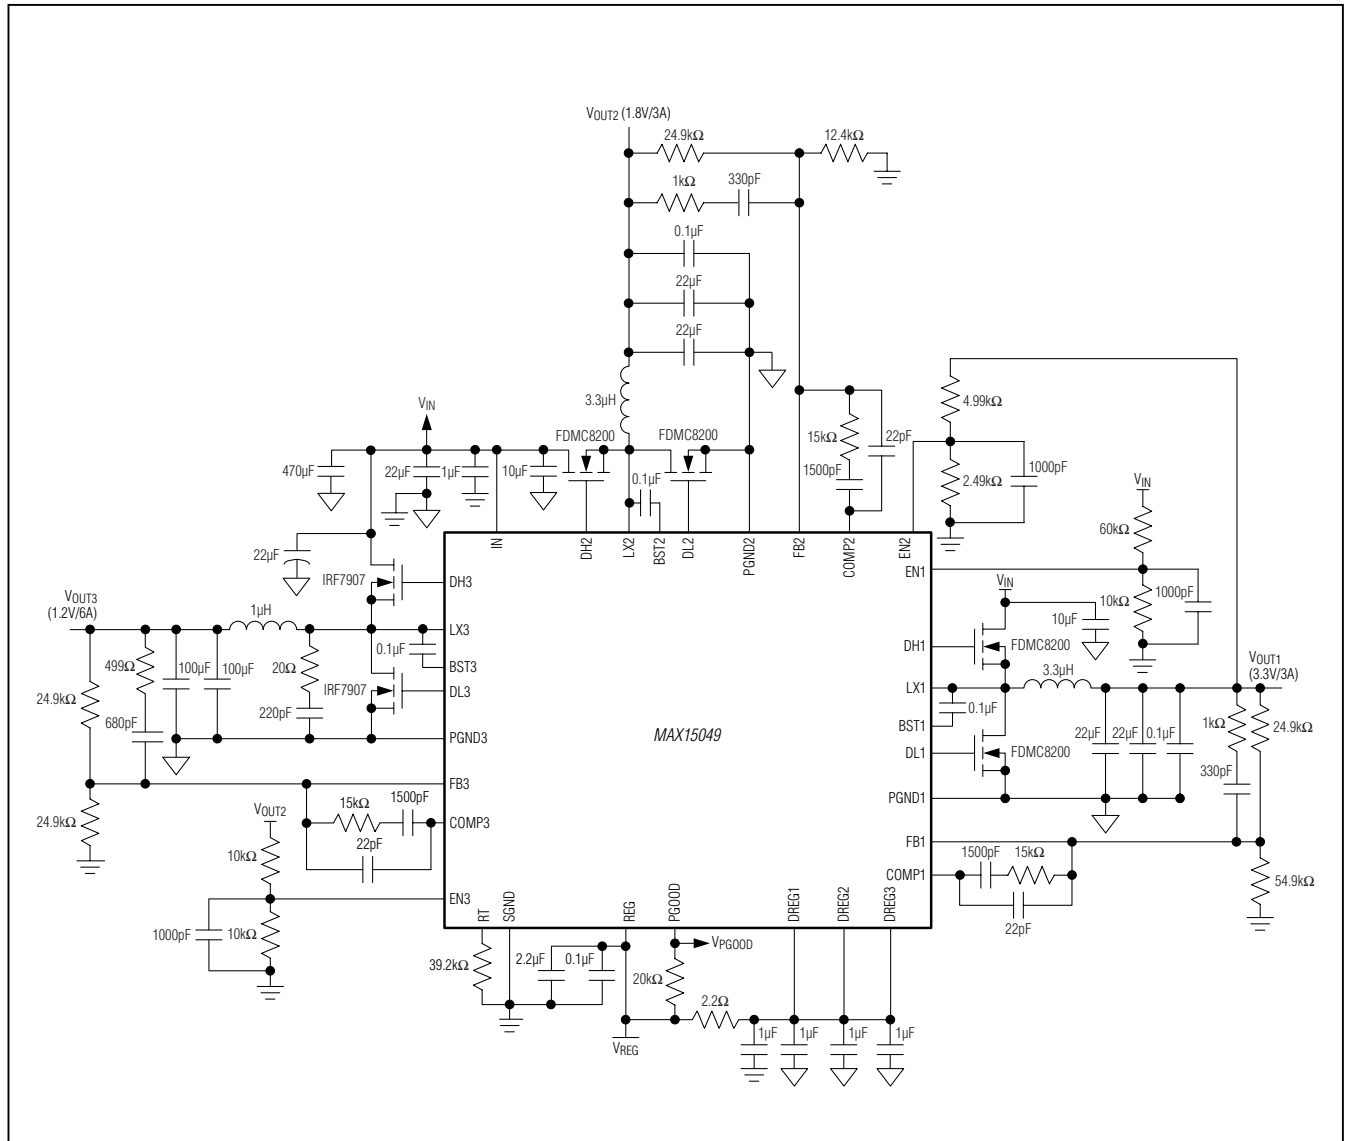 VOUT2 (1.8V/3A)
24.9kΩ
12.4kΩ
1kΩ
330pF
0.1µF
22µF
22µF
3.3µH
VIN
FDMC8200
FDMC8200
470µF
22µF
1µF
10µF
0.1µF
15kΩ
22pF
1500pF
4.99kΩ
2.49kΩ
1000pF
VIN
60kΩ
10kΩ
1000pF
IN
DH2
LX2
BST2
DL2
PGND2
FB2
COMP2
EN2
22µF
IRF7907
DH3
EN1
VIN
10µF
VOUT3
(1.2V/6A)
1µH
LX3
0.1µF
BST3
DH1
FDMC8200
499Ω
100µF
100µF
20Ω
IRF7907
DL3
LX1
3.3µH
VOUT1
(3.3V/3A)
24.9kΩ
680pF
220pF
0.1µF
BST1
PGND3
MAX15049
DL1
FDMC8200
22µF
22µF
0.1µF
1kΩ
24.9kΩ
330pF
FB3
PGND1
24.9kΩ
VOUT2
15kΩ
1500pF
COMP3
22pF
FB1
1500pF
15kΩ
COMP1
22pF
54.9kΩ
10kΩ
EN3
1000pF
10kΩ
RT
SGND
REG
PGOOD
DREG1
DREG2
DREG3
39.2kΩ
2.2µF
0.1µF
VPGOOD
20kΩ
2.2Ω
VREG
1µF
1µF
1µF
1µF